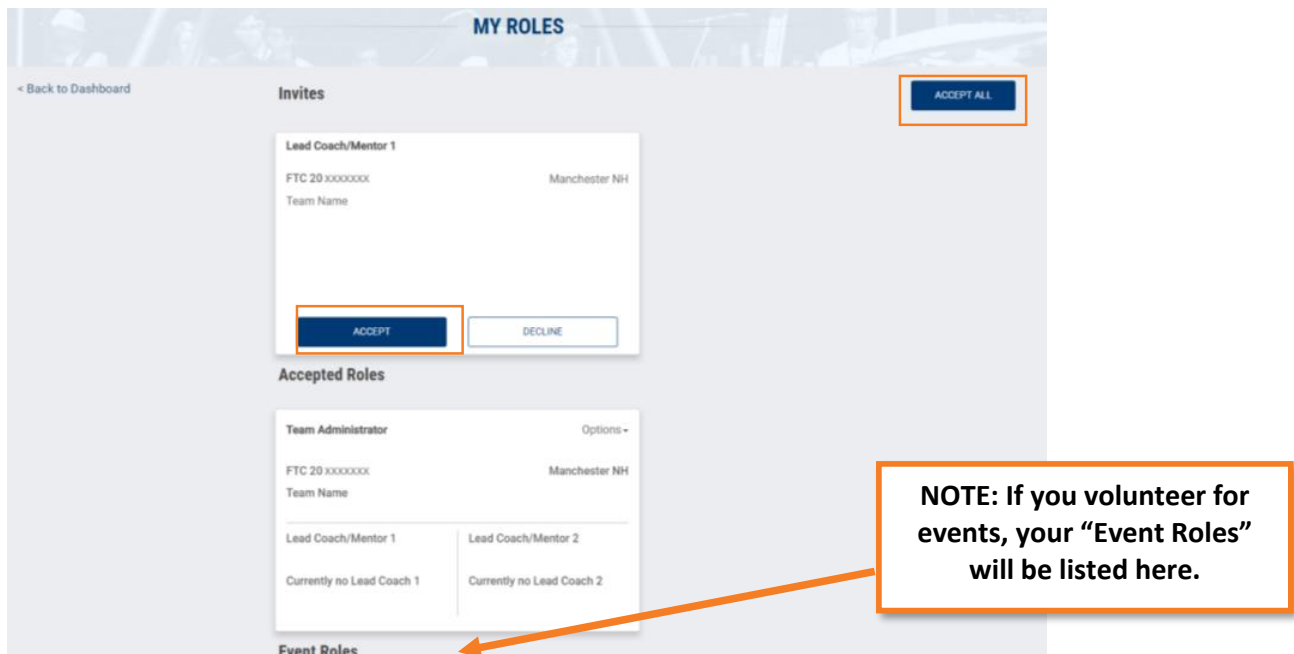 MY ROLES
< Back to Dashboard
Invites
ACCEPT ALL
Lead Coach/Mentor 1
FTC 20 xxxxxxx
Manchester NH
Team Name
ACCEPT
DECLINE
Accepted Roles
Team Administrator
Options
FTC 20 xxxxxxx
Manchester NH
Team Name
Lead Coach/Mentor 1
Lead Coach/Mentor 2
Currently no Lead Coach 1
Currently no Lead Coach 2
NOTE: If you volunteer for
events, your “Event Roles”
will be listed here.
Event Roles